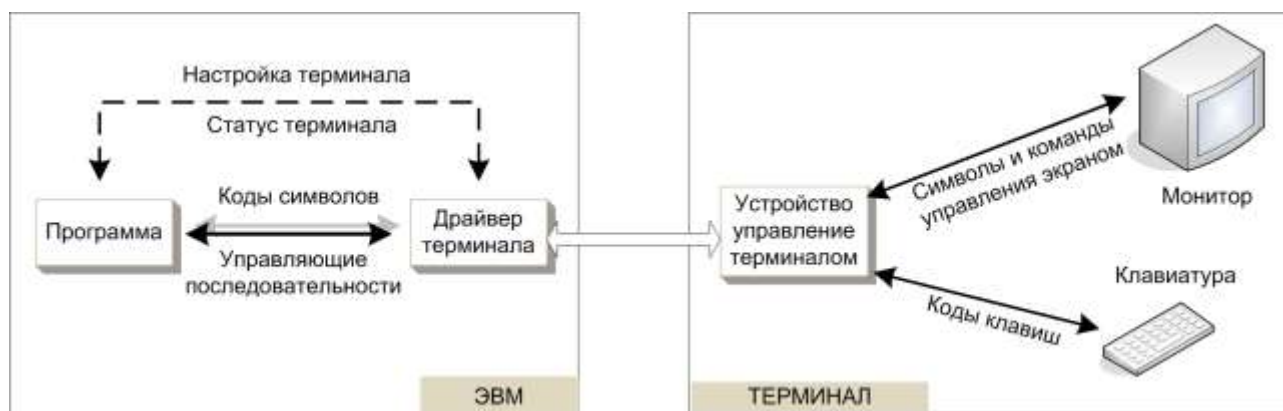 Настройка терминала
Статус терминала
Коды символов
Программа
Драйвер
терминала
Управляющие
последовательности
ЭВМ
Символы и команды
управления экраном
Монитор
Устройство
управление
терминалом
Клавиатура
Коды клавиш
ТЕРМИНАЛ